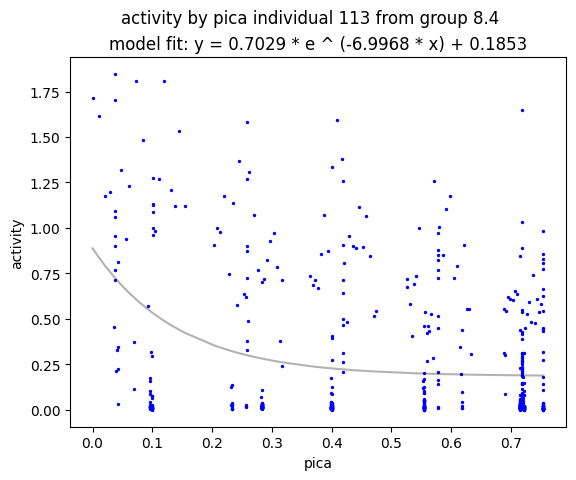 activity by pica individual 113 from group 8.4
model fit: y = 0.7029 * e ^ (-6.9968 * x) + 0.1853
1.75
1.50
1.25
1.00
0.75
0.50
0.25
0.00
activity
0.0 0.1 0.2 0.3 0.4 0.5 0.6 0.7
pica